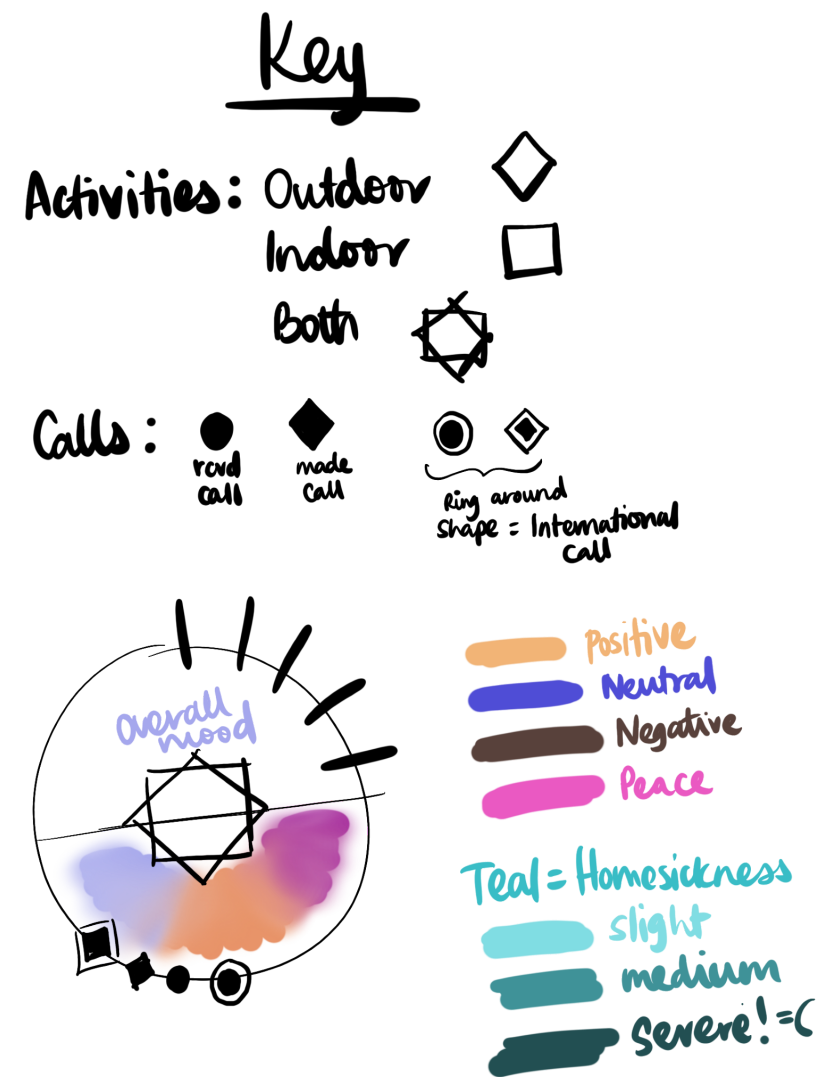 Key
Activities: Outdoor
Indoor
Both
Calls:
rcvd
call
made
call
Ring around
shape = International
call
overall
mood
Positive
Neutral
Negative
Peace
Teal = Homesickness
slight
medium
severe! =(